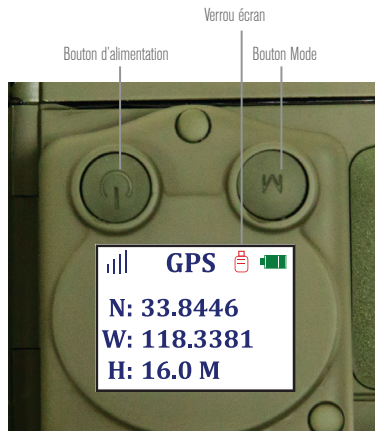 Verrou écran
Bouton d'alimentation
Bouton Mode
M
GPS
N: 33.8446
W: 118.3381
H: 16.0 M